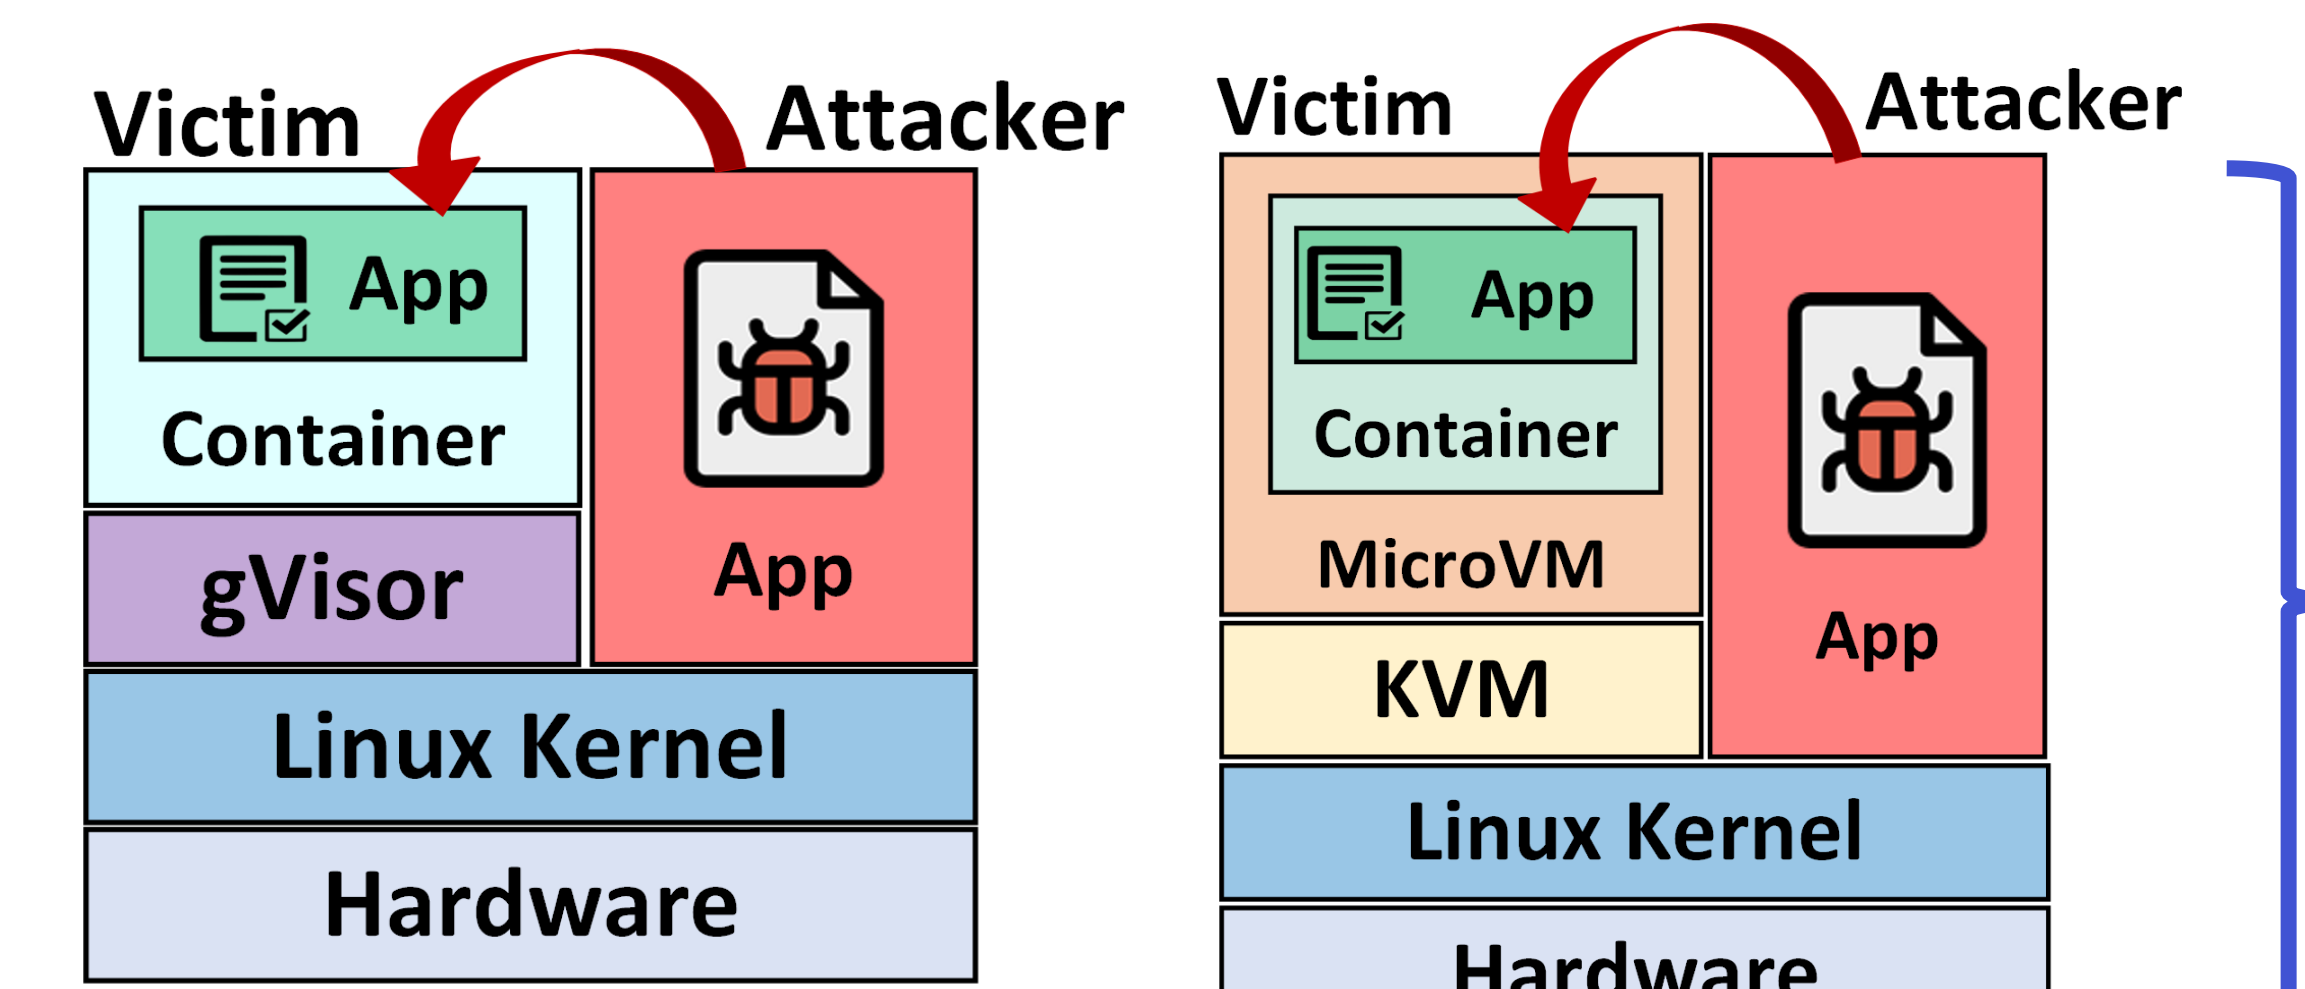 Victim
Attacker
App
Container
App
gVisor
Linux Kernel
Hardware
Victim
Attacker
App
Container
MicroVM
App
KVM
Linux Kernel
Hardware